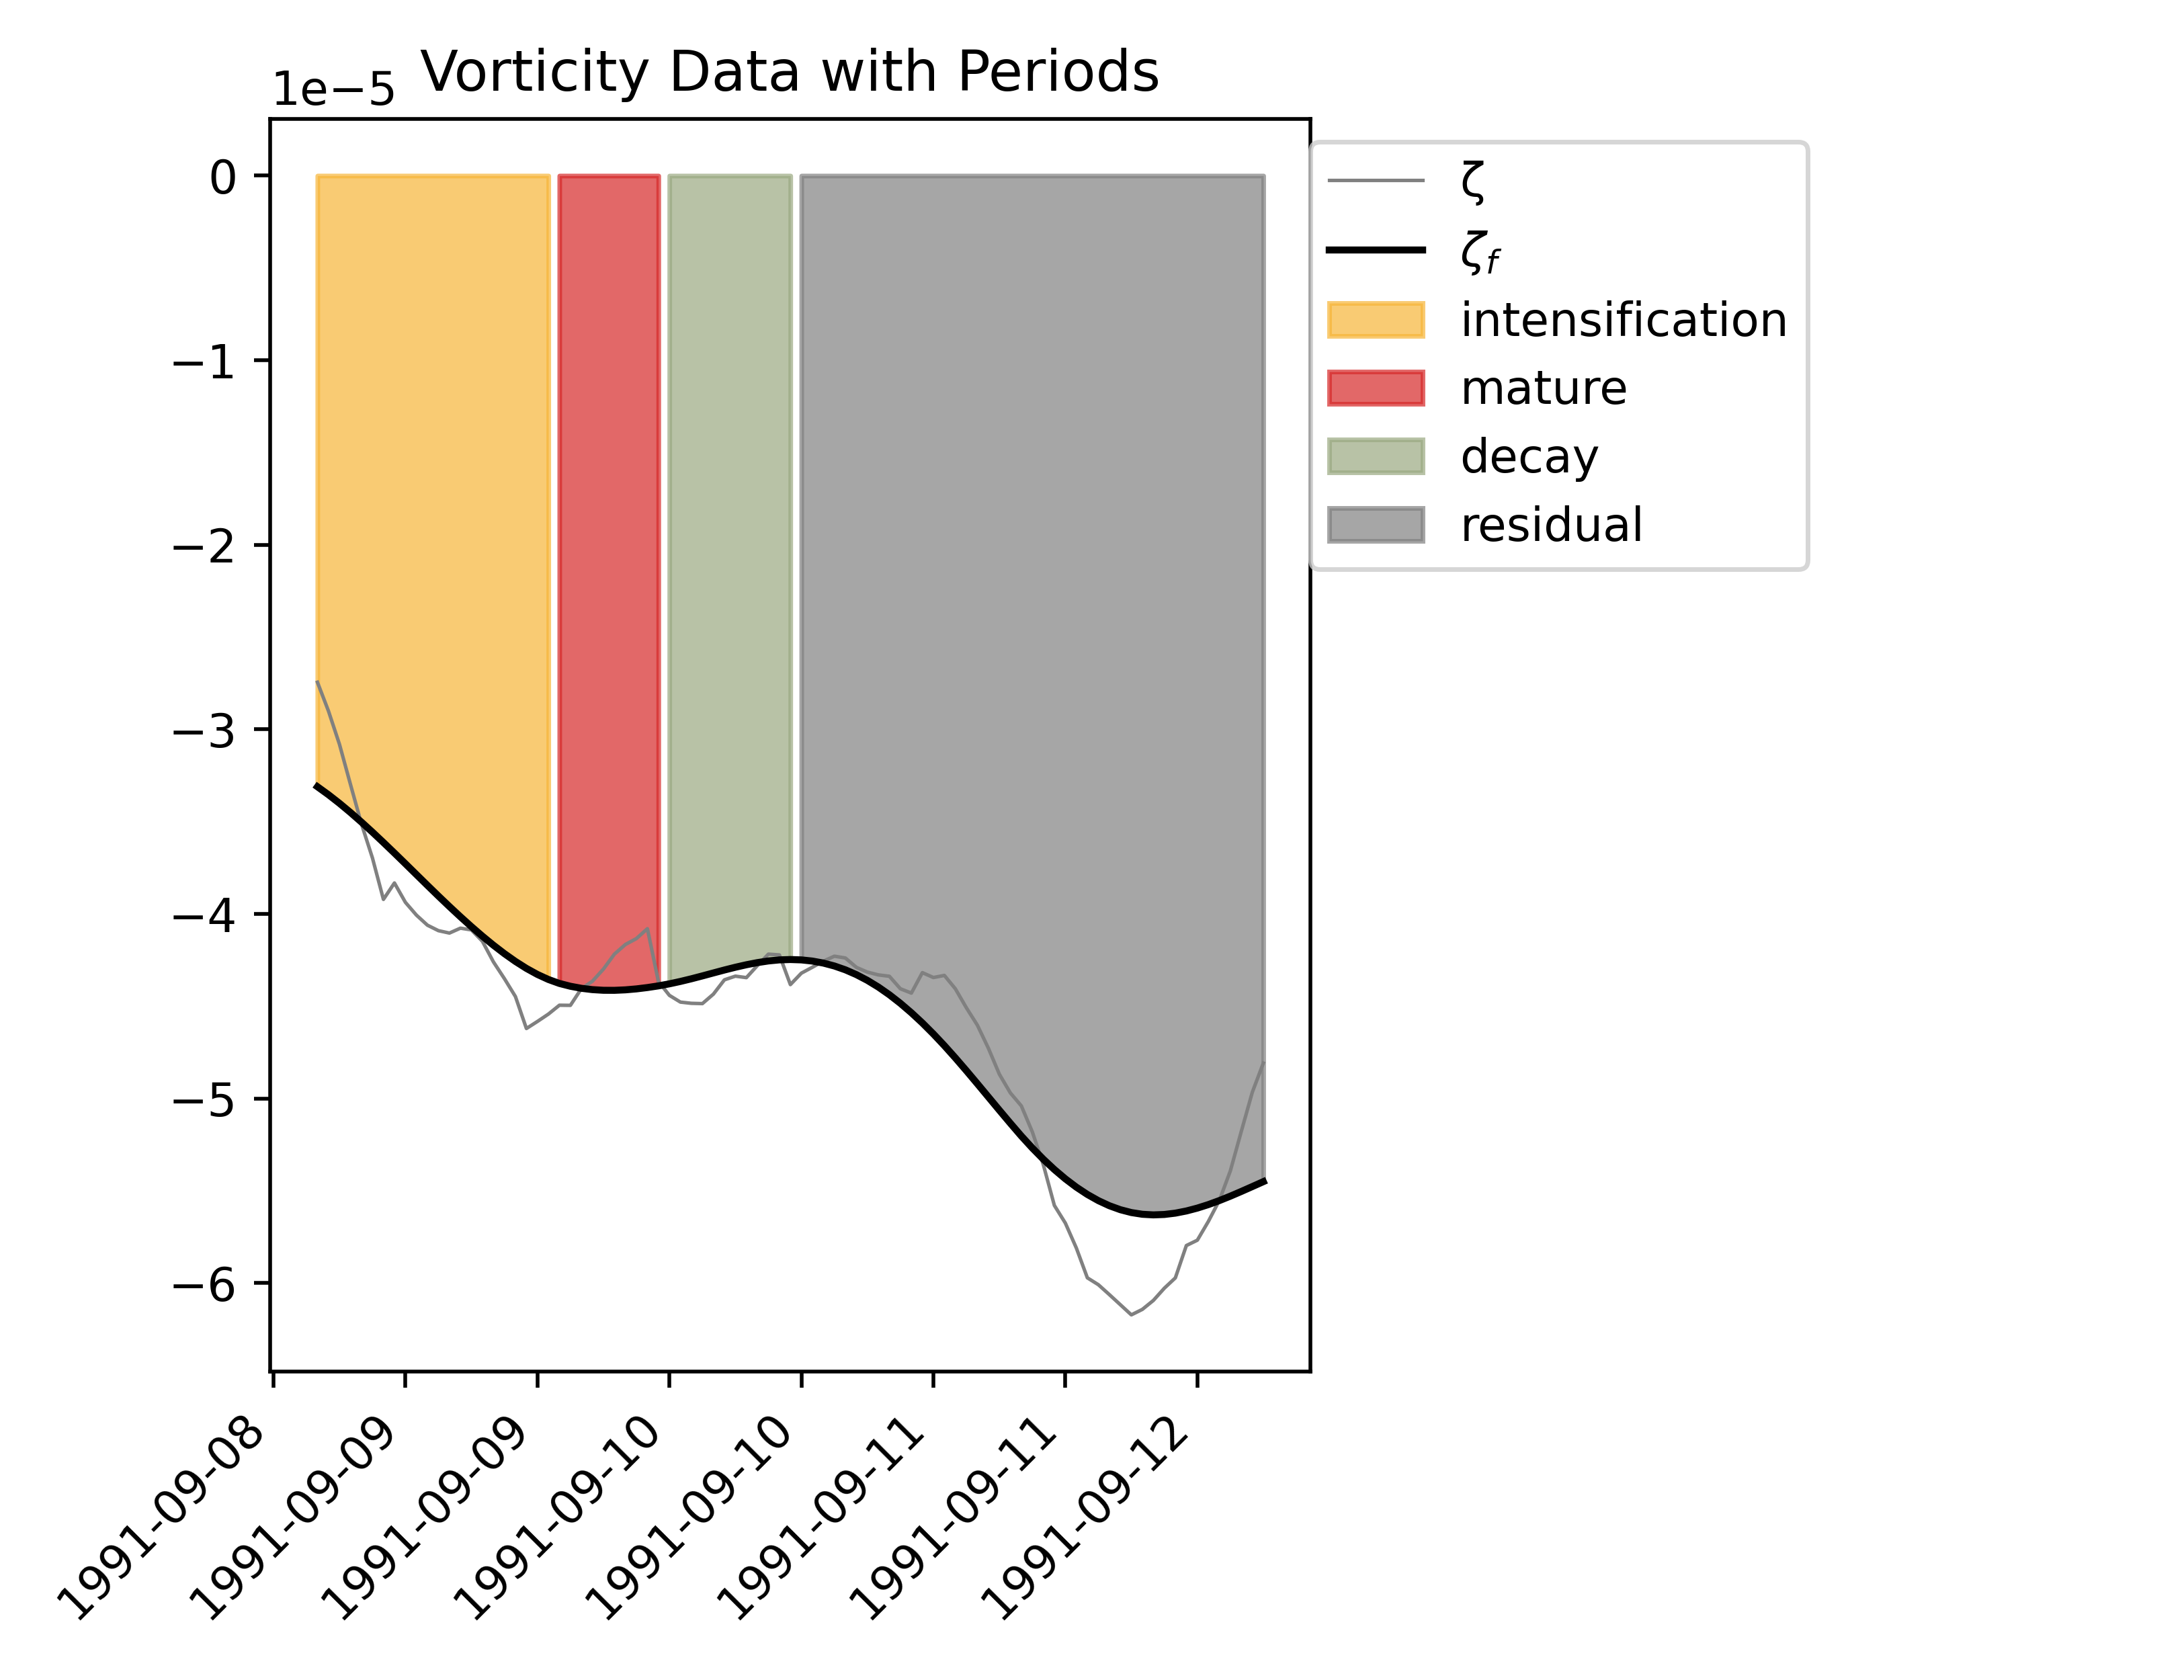 Vorticity Data with Periods
1e−5
0
−1
−2
−3
−4
−5
−6
1991-09-08
1991-09-09
1991-09-09
1991-09-10
1991-09-10
1991-09-11
1991-09-11
1991-09-12
ζ
ζf
intensification
mature
decay
residual